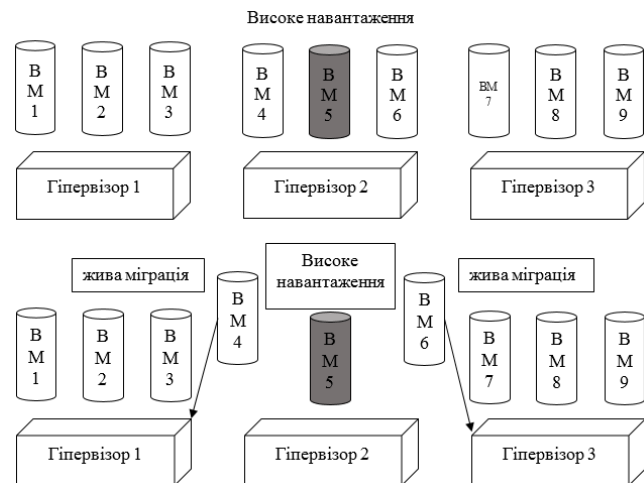 Високе навантаження
В
М
1
В
М
2
В
М
3
В
М
4
В
М
5
В
М
6
ВМ
7
В
М
8
В
М
9
Гіпервізор 1
Гіпервізор 2
Гіпервізор 3
жива міграція
Високе
навантаження
жива міграція
В
М
1
В
М
2
В
М
3
В
М
4
В
М
5
В
М
6
В
М
7
В
М
8
В
М
9
Гіпервізор 1
Гіпервізор 2
Гіпервізор 3